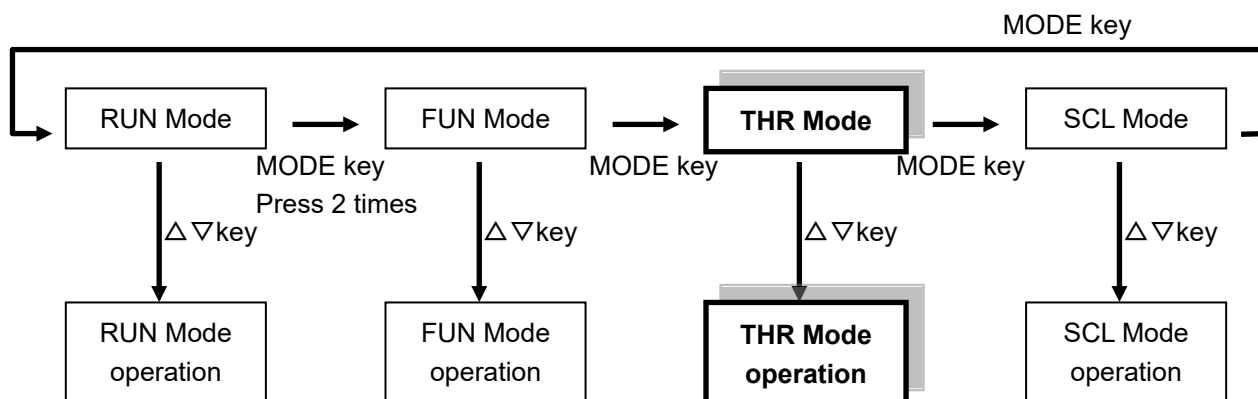 MODE key
RUN Mode
FUN Mode
THR Mode
SCL Mode
MODE key
Press 2 times
MODE key
MODE key
△▽key
△▽key
△▽key
△▽key
RUN Mode
operation
FUN Mode
operation
THR Mode
operation
SCL Mode
operation